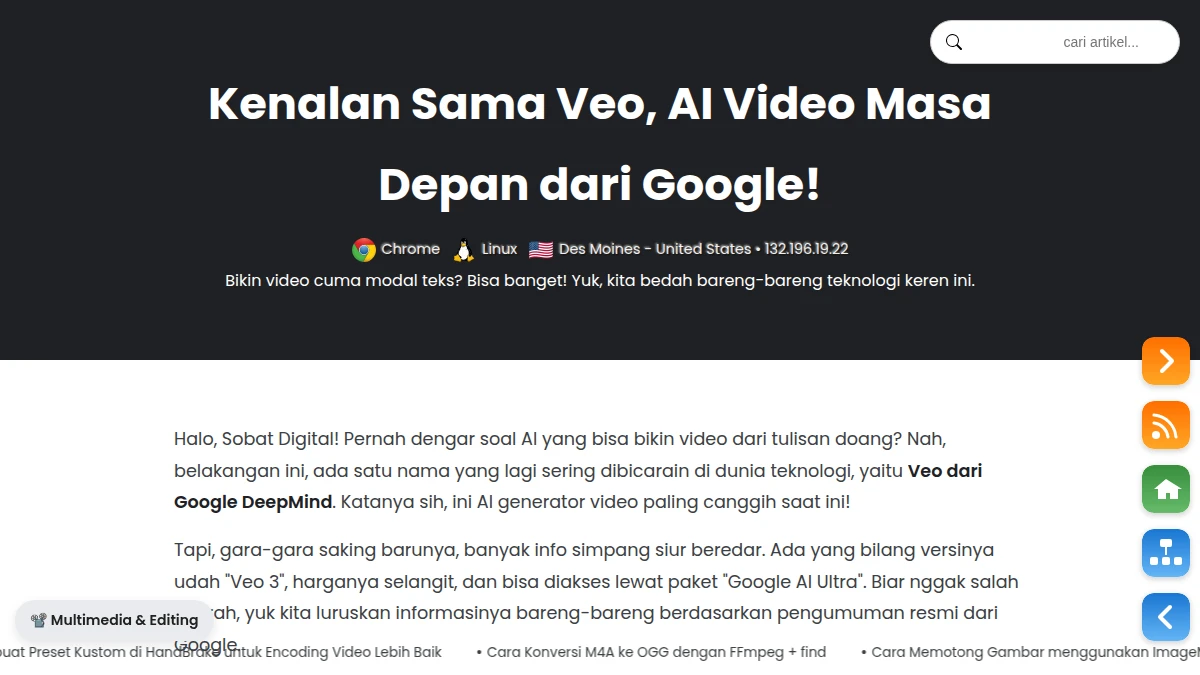 cari artikel...
Kenalan Sama Veo, AI Video Masa
Depan dari Google!
Chrome Linux Des Moines - United States • 132.196.19.22
Bikin video cuma modal teks? Bisa banget! Yuk, kita bedah bareng-bareng teknologi keren ini.
Halo, Sobat Digital! Pernah dengar soal AI yang bisa bikin video dari tulisan doang? Nah,
belakangan ini, ada satu nama yang lagi sering dibicarain di dunia teknologi, yaitu Veo dari
Google DeepMind. Katanya sih, ini AI generator video paling canggih saat ini!
Tapi, gara-gara saking barunya, banyak info simpang siur beredar. Ada yang bilang versinya
udah "Veo 3", harganya selangit, dan bisa diakses lewat paket "Google AI Ultra". Biar nggak salah
yuk kita luruskan informasinya bareng-bareng berdasarkan pengumuman resmi dari
Multimedia & Editing
Google.
Preset Kustom di HandBrake untuk Encoding Video Lebih Baik • Cara Konversi M4A ke OGG dengan FFmpeg + find • Cara Memotong Gambar menggunakan